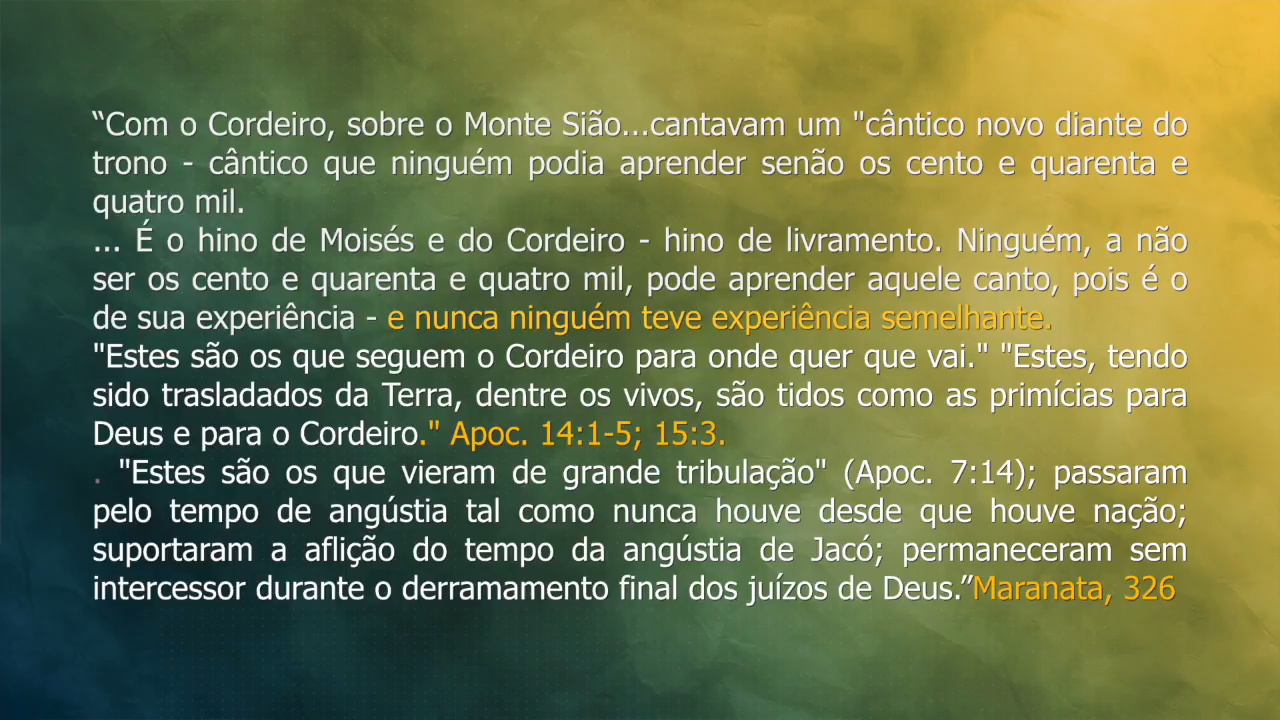 “Com o Cordeiro, sobre o Monte Sião...cantavam um "cântico novo diante do
trono - cântico que ninguém podia aprender senão os cento e quarenta e
quatro mil.
... É o hino de Moisés e do Cordeiro - hino de livramento. Ninguém, a não
ser os cento e quarenta e quatro mil, pode aprender aquele canto, pois é o
de sua experiência - e nunca ninguém teve experiência semelhante.
"Estes são os que seguem o Cordeiro para onde quer que vai." "Estes, tendo
sido trasladados da Terra, dentre os vivos, são tidos como as primícias para
Deus e para o Cordeiro." Apoc. 14:1-5; 15:3.
. "Estes são os que vieram de grande tribulação" (Apoc. 7:14); passaram
pelo tempo de angústia tal como nunca houve desde que houve nação;
suportaram a aflição do tempo da angústia de Jacó; permaneceram sem
intercessor durante o derramamento final dos juízos de Deus.”Maranata, 326